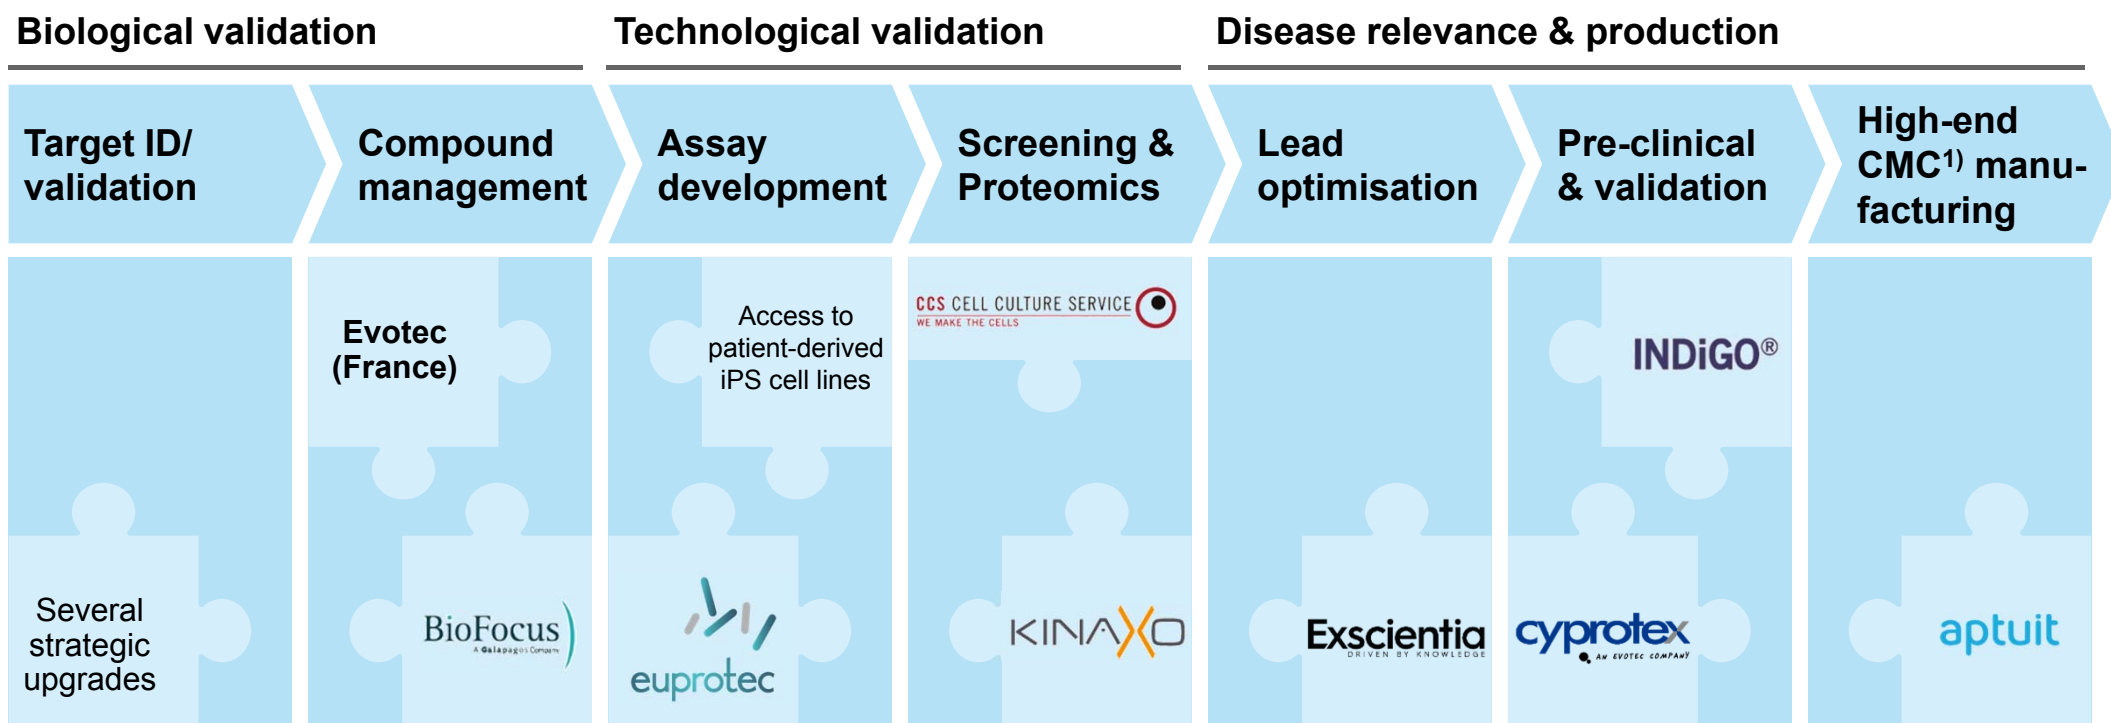 Biological validation
Technological validation
Disease relevance & production
Target ID/
validation
Compound
management
Assay
development
Screening &
Proteomics
Lead
optimisation
Pre-clinical
& validation
High-end
CMC1) manu-
facturing
Several
strategic
upgrades
Evotec
(France)
BioFocus
A Galapagos Company
Access to
patient-derived
iPS cell lines
euprotec
CCS CELL CULTURE SERVICE
WE MAKE THE CELLS
KINAXO
Exscientia
DRIVEN BY KNOWLEDGE
INDiGO®
cyprotex
AN EVOTEC COMPANY
aptuit